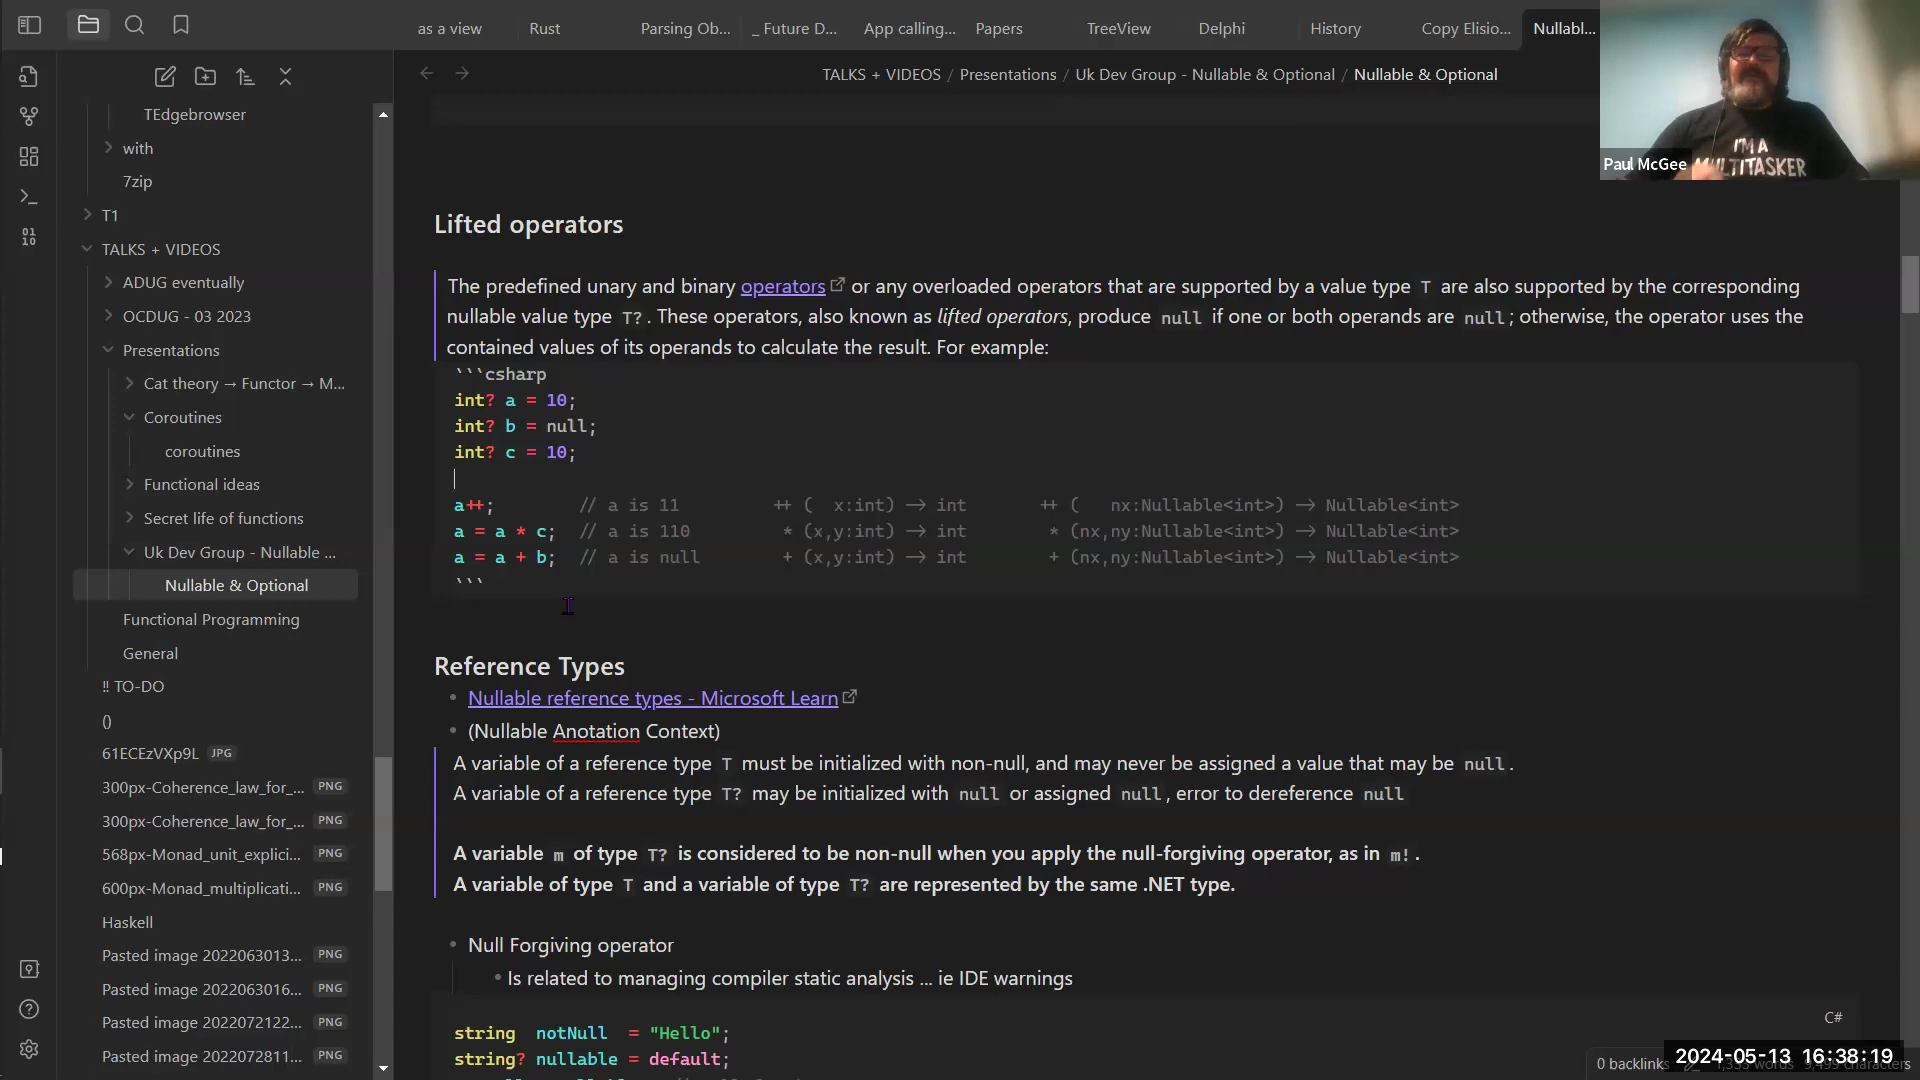 as a view
Rust
Parsing Ob...
_ Future D...
App calling...
Papers
TreeView
Delphi
History
Copy Elisio...
Nullabl...
TALKS + VIDEOS / Presentations / Uk Dev Group - Nullable & Optional / Nullable & Optional
I'M A
MULTITASKER
Paul McGee
TEdgebrowser
with
7zip
T1
TALKS + VIDEOS
ADUG eventually
OCDUG - 03 2023
Presentations
Cat theory → Functor → M...
Coroutines
coroutines
Functional ideas
Secret life of functions
Uk Dev Group - Nullable ...
Nullable & Optional
Functional Programming
General
!! TO-DO
()
61ECEzVXp9L JPG
300px-Coherence_law_for_... PNG
300px-Coherence_law_for_... PNG
568px-Monad_unit_explici... PNG
600px-Monad_multiplicati... PNG
Haskell
Pasted image 2022063013... PNG
Pasted image 2022063016... PNG
Pasted image 2022072122... PNG
Pasted image 2022072811... PNG
Lifted operators
The predefined unary and binary operators or any overloaded operators that are supported by a value type T are also supported by the corresponding
nullable value type T?. These operators, also known as lifted operators, produce null if one or both operands are null; otherwise, the operator uses the
contained values of its operands to calculate the result. For example:
```csharp
int? a = 10;
int? b = null;
int? c = 10;
a++; // a is 11 ++ ( x:int) -> int ++ ( nx:Nullable<int>) -> Nullable<int>
a = a * c; // a is 110 * (x,y:int) -> int * (nx,ny:Nullable<int>) -> Nullable<int>
a = a + b; // a is null + (x,y:int) -> int + (nx,ny:Nullable<int>) -> Nullable<int>
```
Reference Types
• Nullable reference types - Microsoft Learn
• (Nullable Anotation Context)
A variable of a reference type T must be initialized with non-null, and may never be assigned a value that may be null.
A variable of a reference type T? may be initialized with null or assigned null, error to dereference null
A variable m of type T? is considered to be non-null when you apply the null-forgiving operator, as in m!.
A variable of type T and a variable of type T? are represented by the same .NET type.
• Null Forgiving operator
• Is related to managing compiler static analysis ... ie IDE warnings
C#
string notNull = "Hello";
string? nullable = default;
0 backlinks
2024-05-13 16:38:19